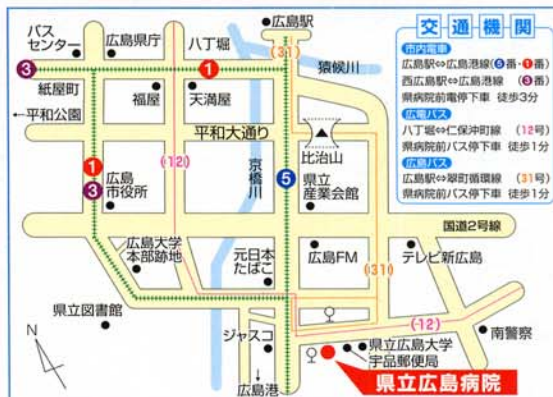 交通機関
市内電車
広島駅⇔広島港線(5番・1番)
西広島駅⇔広島港線(3番)
県病院前電停下車 徒歩3分
広電バス
八丁堀⇔仁保沖町線(12号)
県病院前バス停下車 徒歩1分
広島バス
広島駅⇔翠町循環線(31号)
県病院前バス停下車 徒歩1分
広島駅
(31)
バス
センター
広島県庁
八丁堀
猿候川
3
1
紙屋町
福屋
天満屋
←平和公園
平和大通り
比治山
(12)
京橋川
1
3
広島
市役所
5
県立
産業会館
国道2号線
広島大学
本部跡地
元日本
たばこ
広島FM
テレビ新広島
(31)
県立図書館
N
ジャスコ
(12)
南警察
県立広島大学
宇品郵便局
↓
広島港
県立広島病院